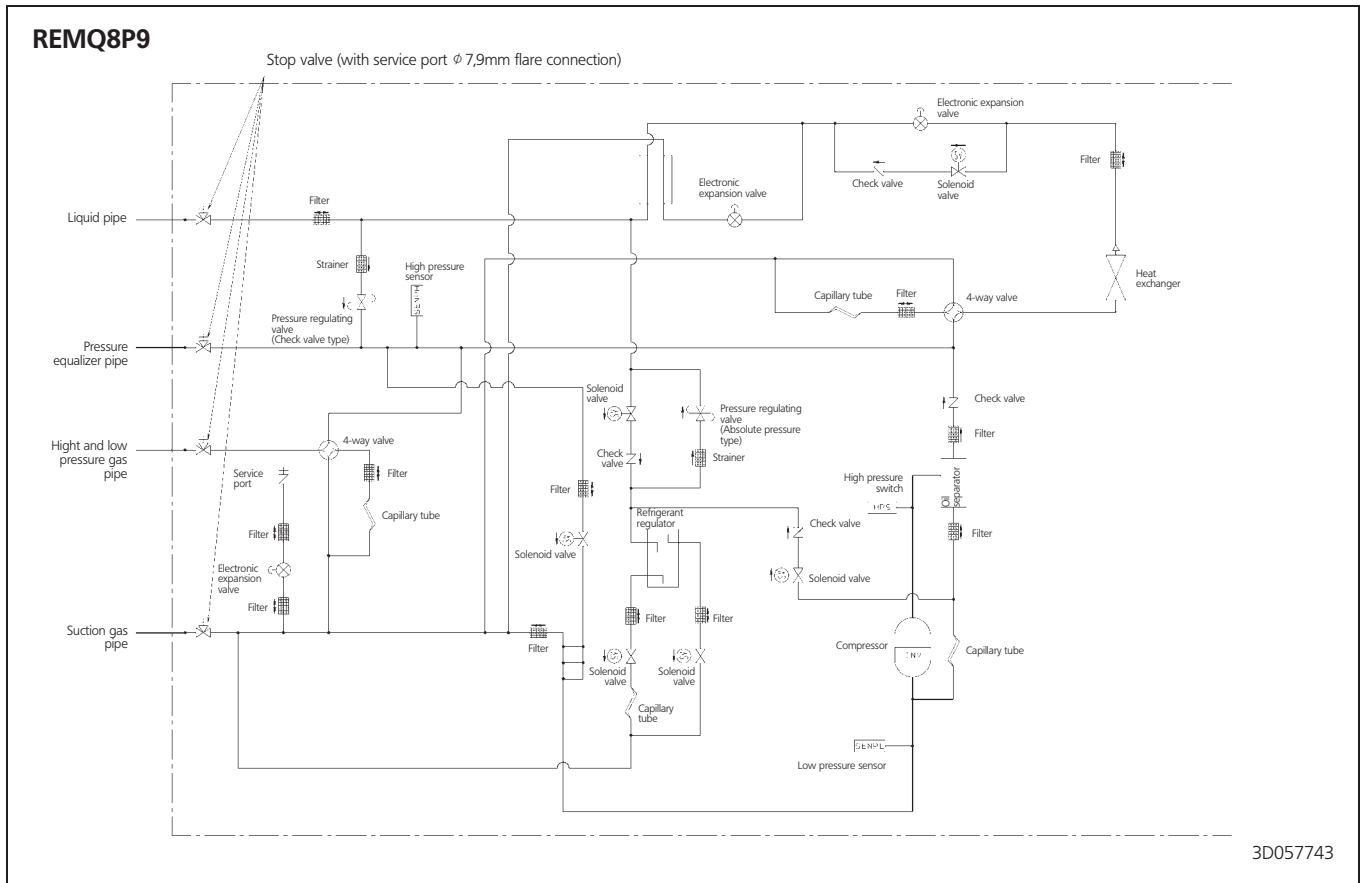 REMQ8P9
Stop valve (with service port ϕ 7,9mm flare connection)
Electronic expansion
valve
Filter
Check valve
Solenoid
valve
Electronic
expansion valve
Liquid pipe
Filter
Strainer
High pressure
sensor
SENPH
Pressure regulating
valve
(Check valve type)
Capillary tube
Filter
4-way valve
Heat
exchanger
Pressure
equalizer pipe
Solenoid
valve
Pressure regulating
valve
(Absolute pressure
type)
Check valve
Filter
Hight and low
pressure gas
pipe
4-way valve
Filter
Service
port
Check
valve
Strainer
High pressure
switch
HPS
Oil
separator
Filter
Capillary tube
Filter
Refrigerant
regulator
Check valve
Filter
Solenoid valve
Electronic
expansion
valve
Filter
Solenoid valve
Suction gas
pipe
Filter
Filter
Filter
Compressor
INV
Capillary tube
Solenoid
valve
Solenoid
valve
Capillary
tube
SENPL
Low pressure sensor
3D057743